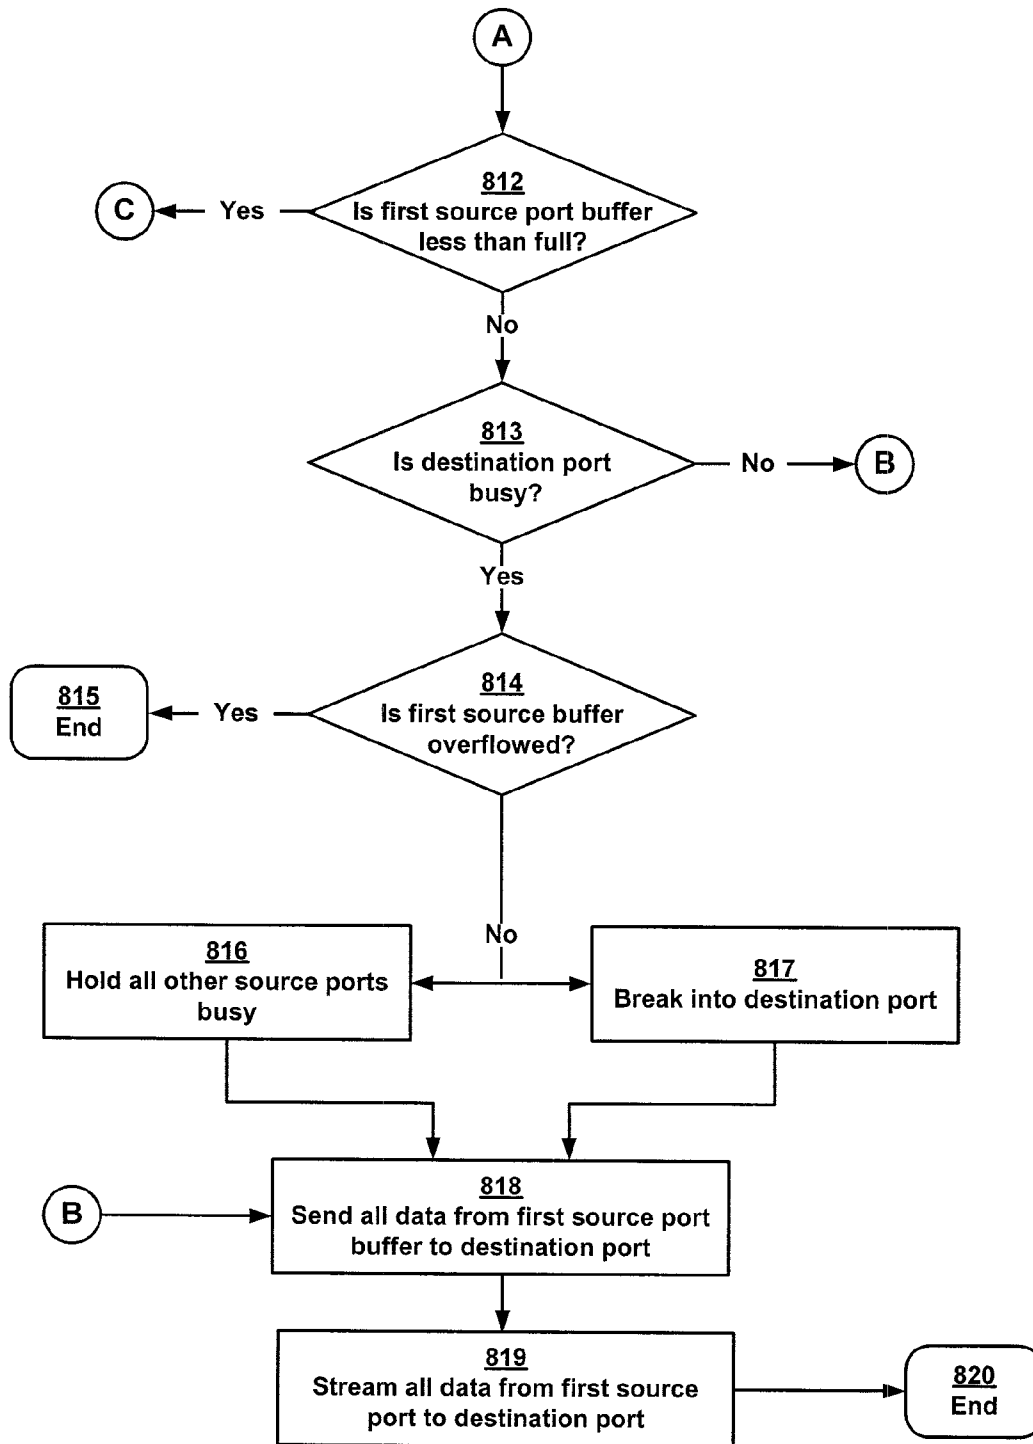 A
812
Is first source port buffer
less than full?
Yes
C
No
813
Is destination port
busy?
No
B
Yes
814
Is first source buffer
overflowed?
Yes
815
End
No
816
Hold all other source ports
busy
817
Break into destination port
B
818
Send all data from first source port
buffer to destination port
819
Stream all data from first source
port to destination port
820
End